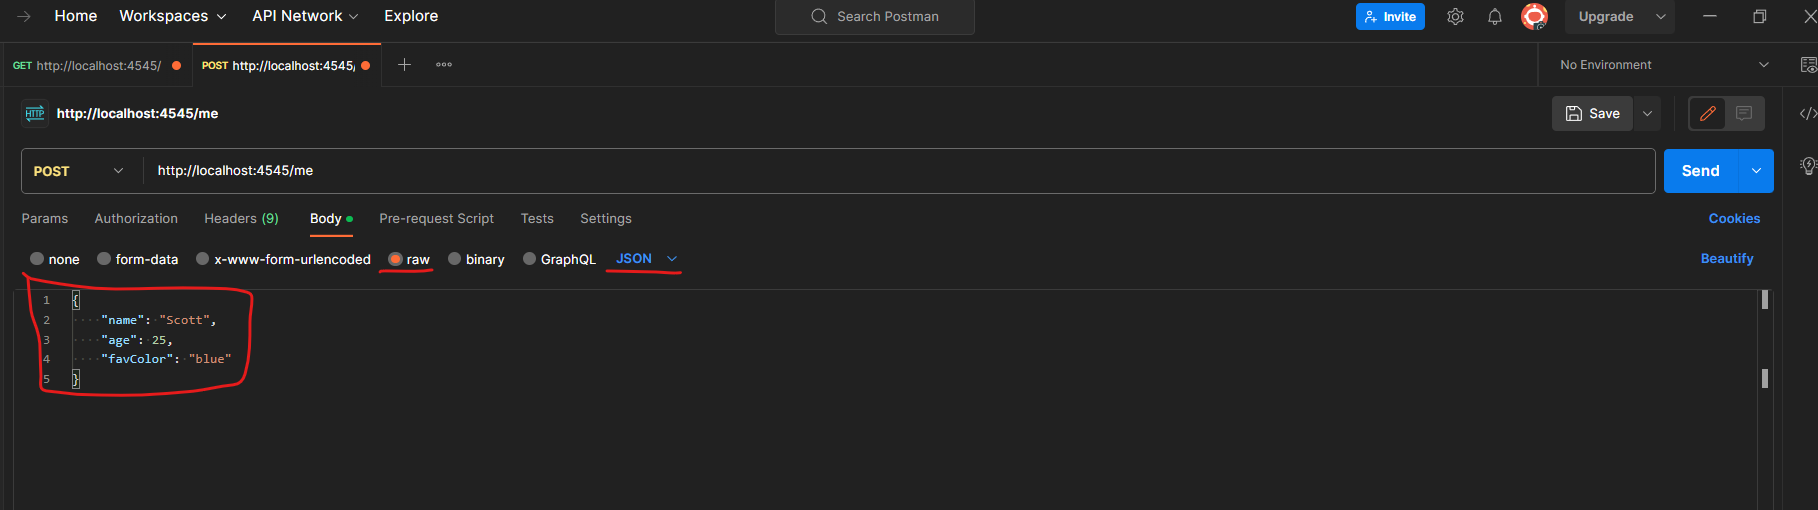 Home Workspaces API Network Explore Search Postman Invite Upgrade
GET http://localhost:4545/ POST http://localhost:4545/ No Environment
HTTP http://localhost:4545/me Save
POST http://localhost:4545/me Send
Params Authorization Headers (9) Body Pre-request Script Tests Settings Cookies
none form-data x-www-form-urlencoded raw binary GraphQL JSON Beautify
1 {
2 "name": "Scott",
3 "age": 25,
4 "favColor": "blue"
5 }